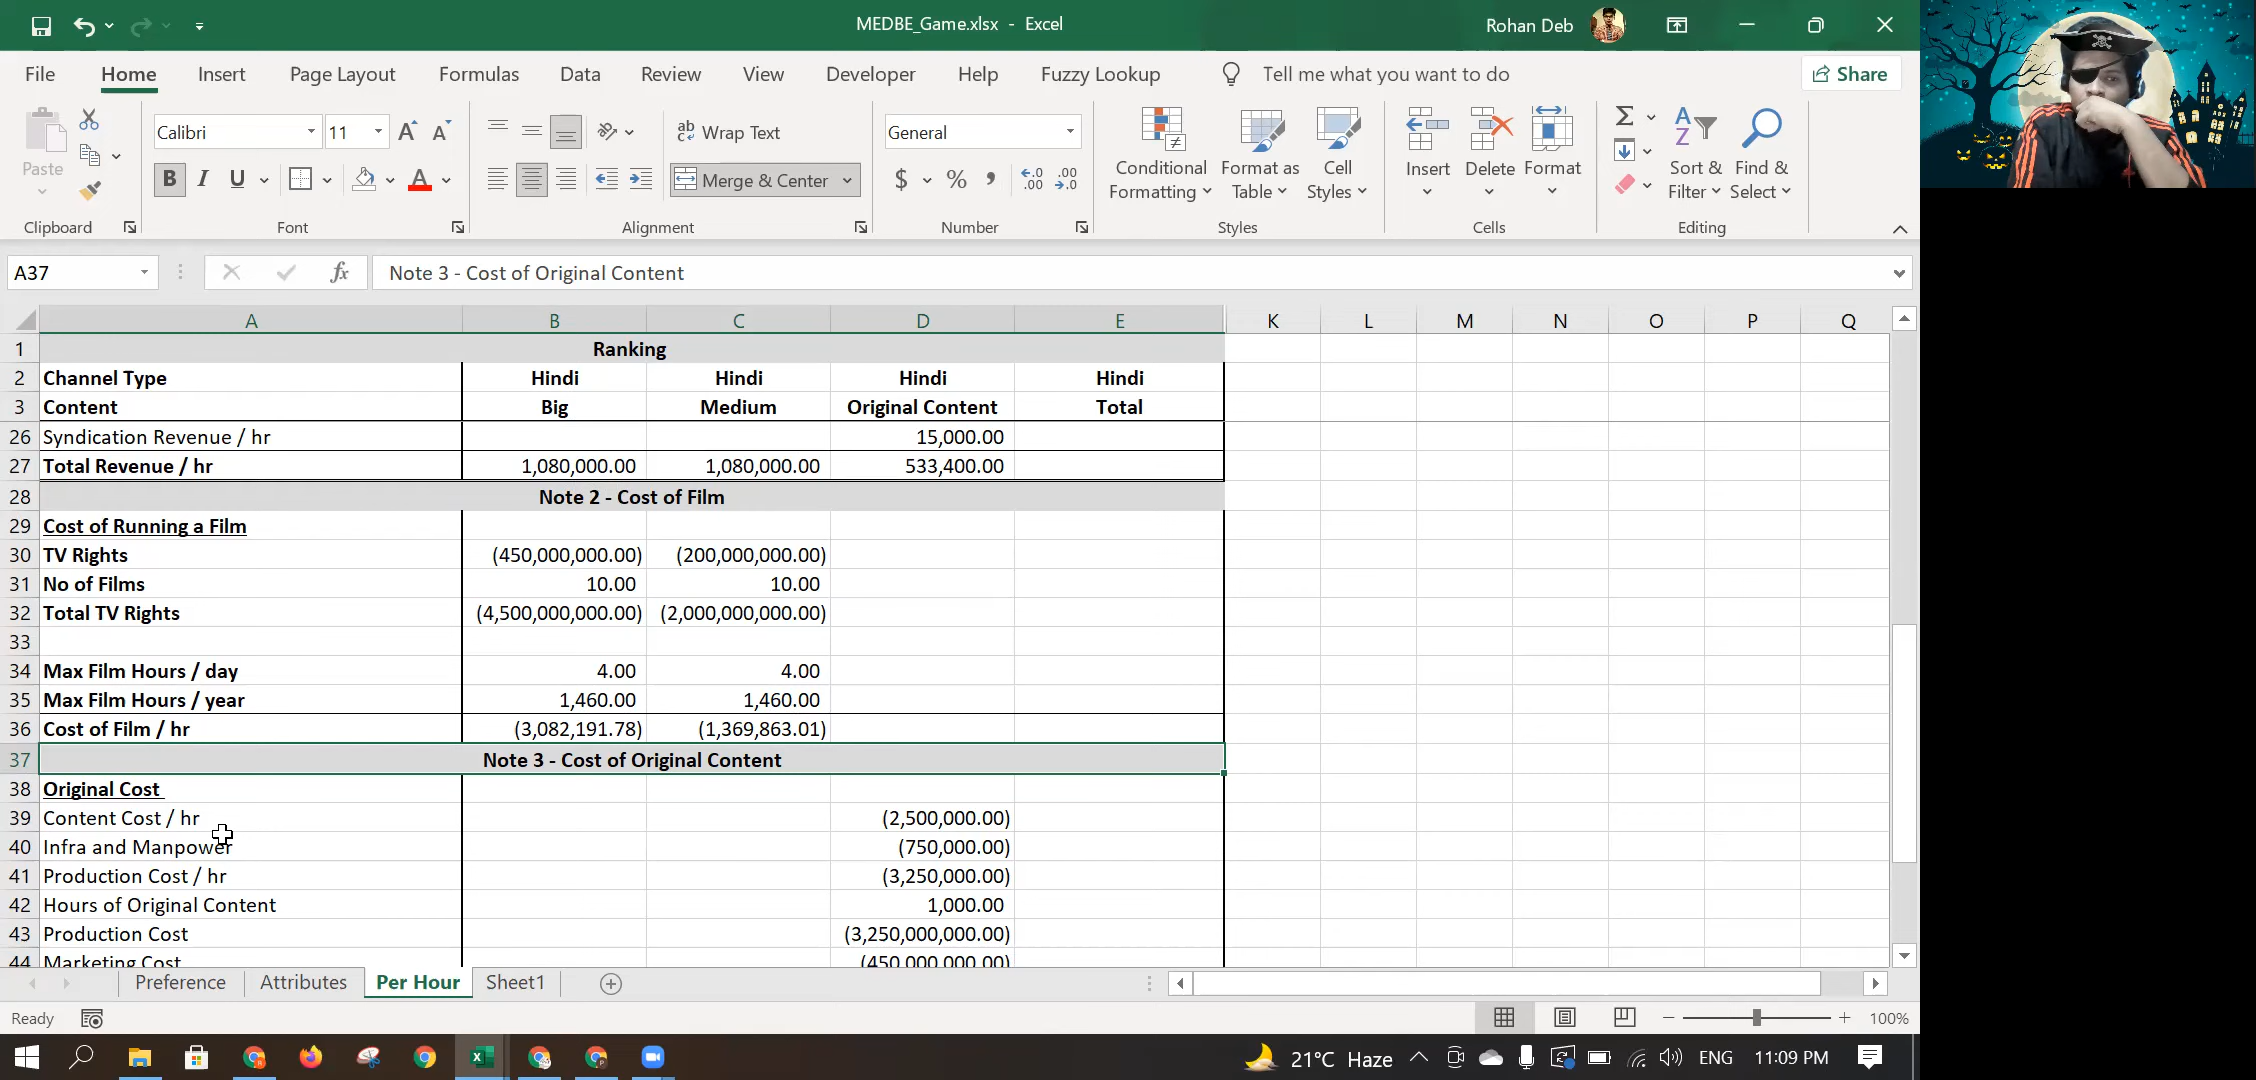 MEDBE_Game.xlsx - Excel
Rohan Deb
File Home Insert Page Layout Formulas Data Review View Developer Help Fuzzy Lookup Tell me what you want to do Share
Paste
Clipboard
Calibri 11
B I U
Font
Wrap Text
Merge & Center
Alignment
General
$ % ,
Number
Conditional Formatting
Format as Table
Cell Styles
Styles
Insert
Delete
Format
Cells
Sort & Filter
Find & Select
Editing
A37 fx Note 3 - Cost of Original Content
A B C D E K L M N O P Q
1 Ranking
2 Channel Type Hindi Hindi Hindi Hindi
3 Content Big Medium Original Content Total
26 Syndication Revenue / hr 15,000.00
27 Total Revenue / hr 1,080,000.00 1,080,000.00 533,400.00
28 Note 2 - Cost of Film
29 Cost of Running a Film
30 TV Rights (450,000,000.00) (200,000,000.00)
31 No of Films 10.00 10.00
32 Total TV Rights (4,500,000,000.00) (2,000,000,000.00)
33
34 Max Film Hours / day 4.00 4.00
35 Max Film Hours / year 1,460.00 1,460.00
36 Cost of Film / hr (3,082,191.78) (1,369,863.01)
37 Note 3 - Cost of Original Content
38 Original Cost
39 Content Cost / hr (2,500,000.00)
40 Infra and Manpower (750,000.00)
41 Production Cost / hr (3,250,000.00)
42 Hours of Original Content 1,000.00
43 Production Cost (3,250,000,000.00)
44 Marketing Cost (450,000,000.00)
Preference Attributes Per Hour Sheet1
Ready
100%
21°C Haze ENG 11:09 PM